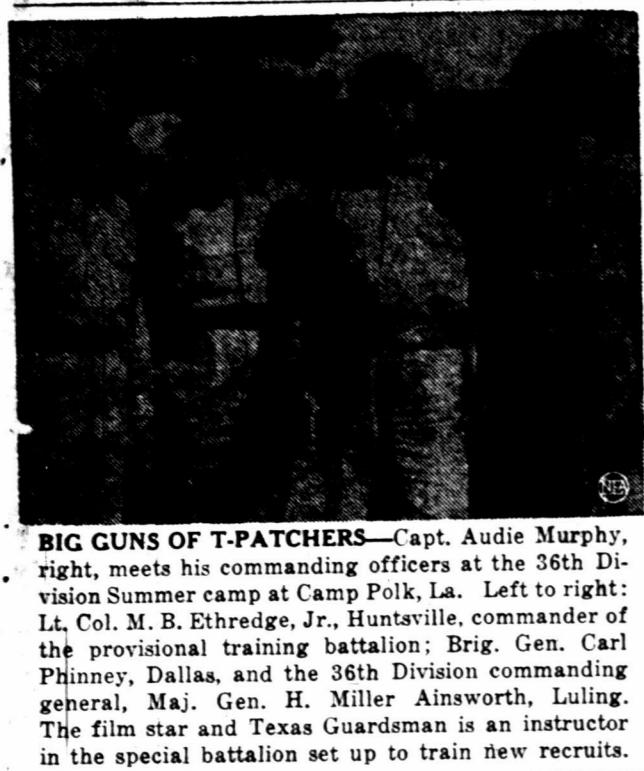 NEA
BIG GUNS OF T-PATCHERS—Capt. Audie Murphy,
right, meets his commanding officers at the 36th Di-
vision Summer camp at Camp Polk, La. Left to right:
Lt. Col. M. B. Ethredge, Jr., Huntsville, commander of
the provisional training battalion; Brig. Gen. Carl
Phinney, Dallas, and the 36th Division commanding
general, Maj. Gen. H. Miller Ainsworth, Luling.
The film star and Texas Guardsman is an instructor
in the special battalion set up to train new recruits.